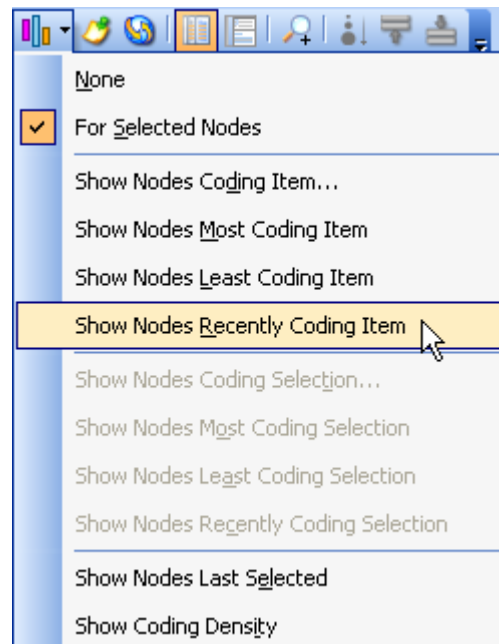 None
For Selected Nodes
Show Nodes Coding Item...
Show Nodes Most Coding Item
Show Nodes Least Coding Item
Show Nodes Recently Coding Item
Show Nodes Coding Selection...
Show Nodes Most Coding Selection
Show Nodes Least Coding Selection
Show Nodes Recently Coding Selection
Show Nodes Last Selected
Show Coding Density